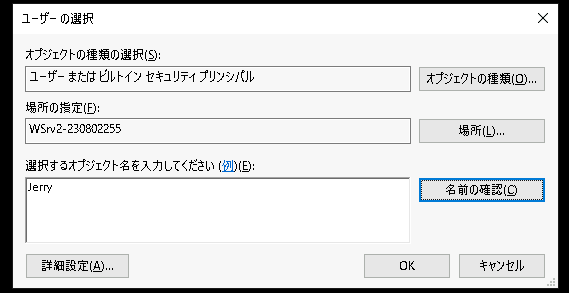 ユーザー の選択
オブジェクトの種類の選択(S):
ユーザー または ビルトイン セキュリティ プリンシパル
オブジェクトの種類(O)...
場所の指定(F):
WSrv2-230802255
場所(L)...
選択するオブジェクト名を入力してください (例)(E):
Jerry
名前の確認(C)
詳細設定(A)...
OK
キャンセル